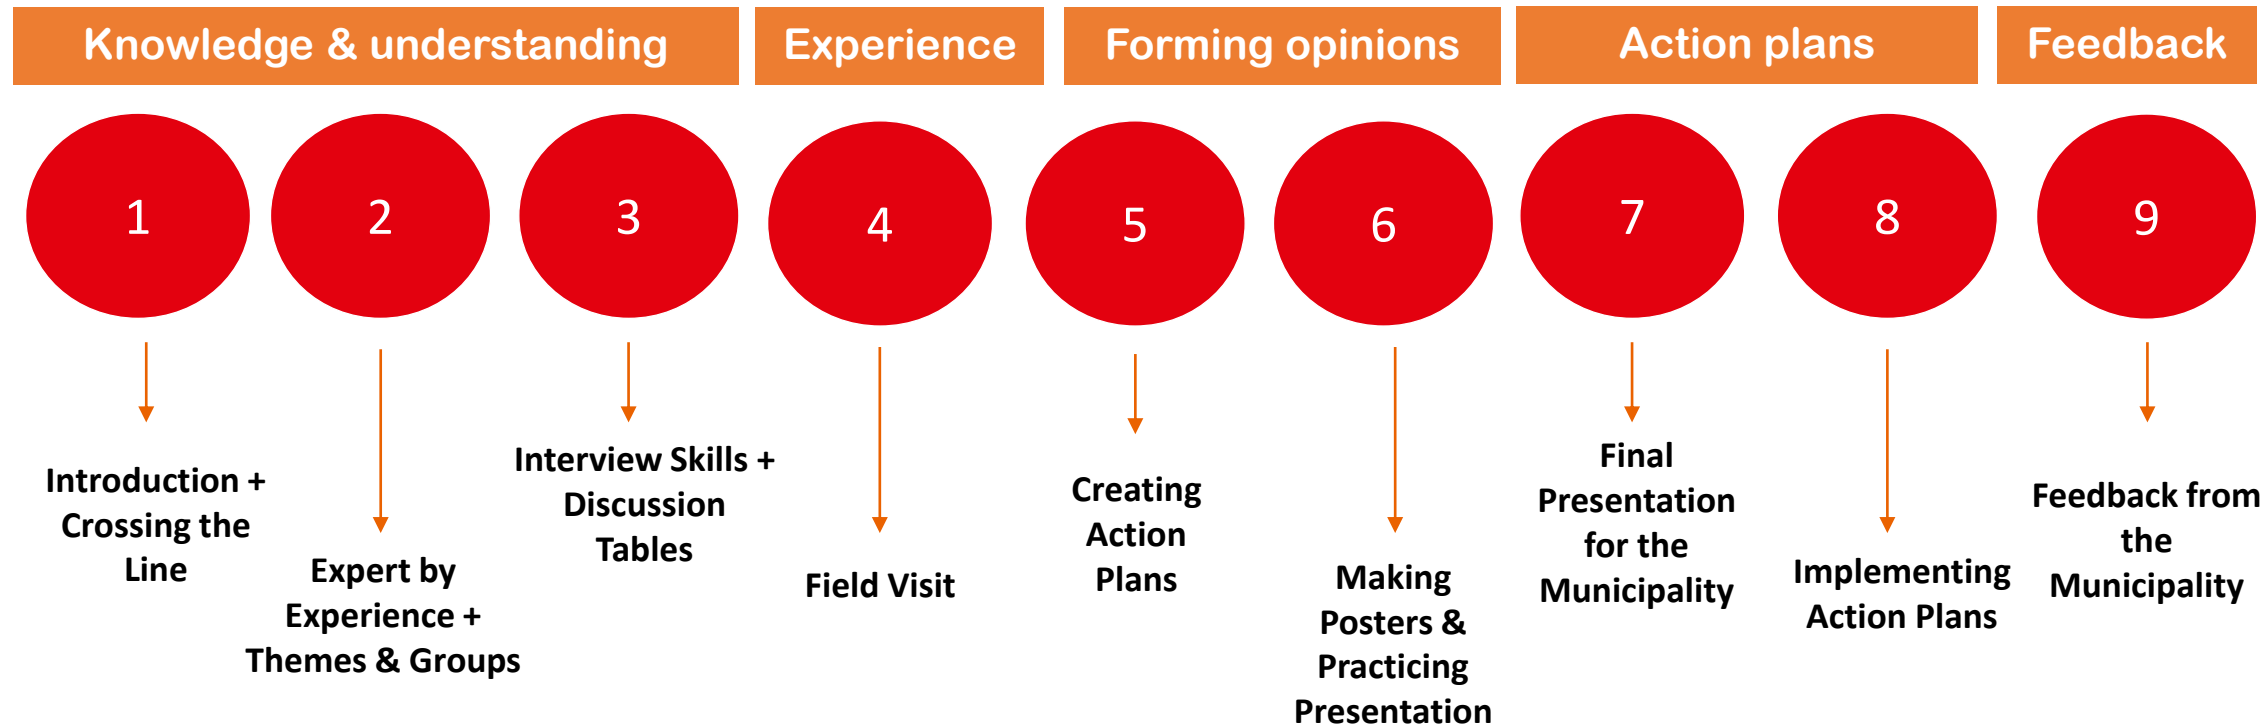 Knowledge & understanding
Experience
Forming opinions
Action plans
Feedback
1
2
3
4
5
6
7
8
9
Introduction +
Crossing the
Line
Expert by
Experience +
Themes & Groups
Interview Skills +
Discussion
Tables
Field Visit
Creating
Action
Plans
Making
Posters &
Practicing
Presentation
Final
Presentation
for the
Municipality
Implementing
Action Plans
Feedback from
the
Municipality